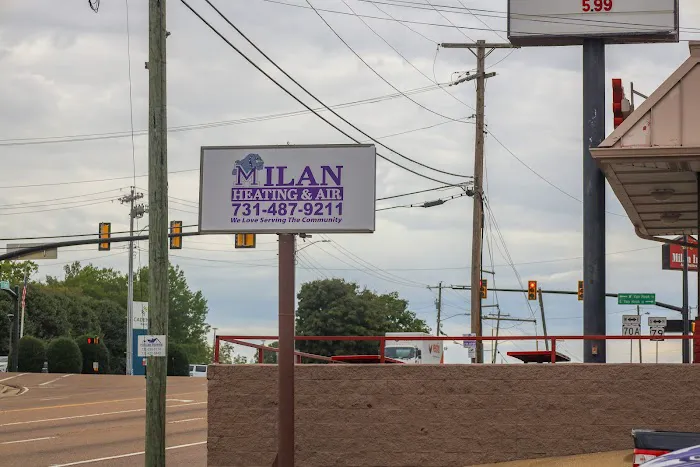 5.99
MILAN
HEATING & AIR
731-487-9211
We Love Serving The Community
70A
79